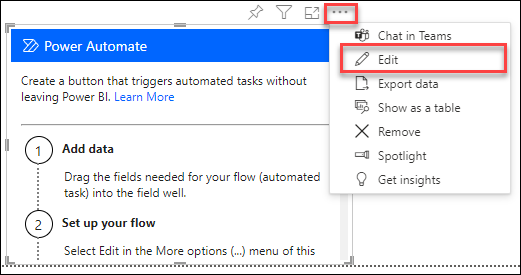 Power Automate
Create a button that triggers automated tasks without
leaving Power BI. Learn More
1 Add data
Drag the fields needed for your flow (automated
task) into the field well.
2 Set up your flow
Select Edit in the More options (...) menu of this
Chat in Teams
Edit
Export data
Show as a table
Remove
Spotlight
Get insights